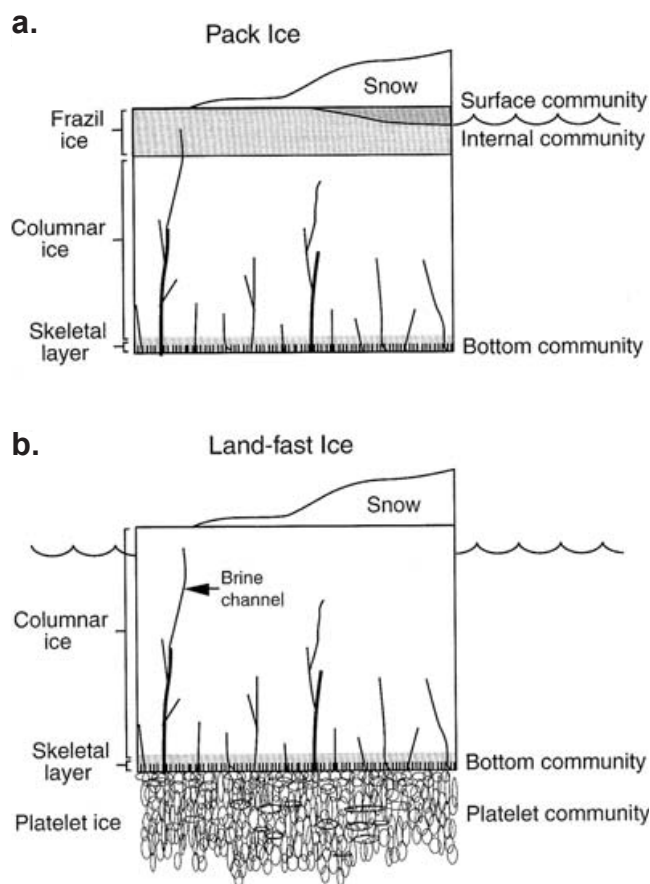 a.
Pack Ice
Snow
Frazil
ice
Surface community
Internal community
Columnar
ice
Skeletal
layer
Bottom community
b.
Land-fast Ice
Snow
Brine
channel
Columnar
ice
Skeletal
layer
Bottom community
Platelet ice
Platelet community